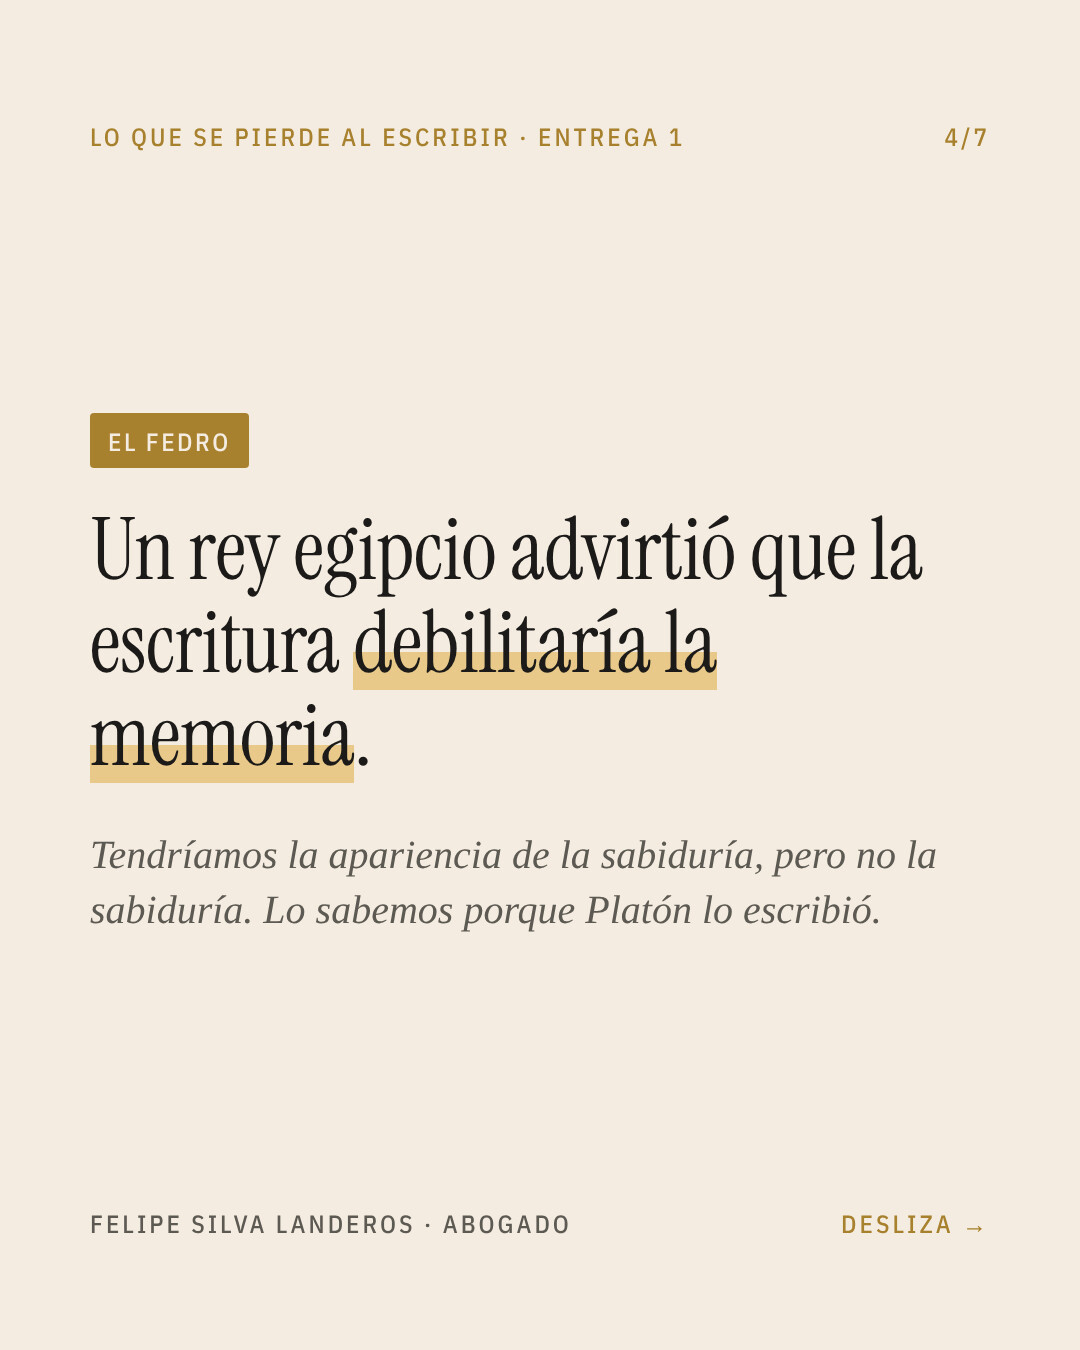 LO QUE SE PIERDE AL ESCRIBIR · ENTREGA 1
4/7
EL FEDRO
Un rey egipcio advirtió que la
escritura debilitaría la
memoria.
Tendríamos la apariencia de la sabiduría, pero no la
sabiduría. Lo sabemos porque Platón lo escribió.
FELIPE SILVA LANDEROS · ABOGADO
DESLIZA →